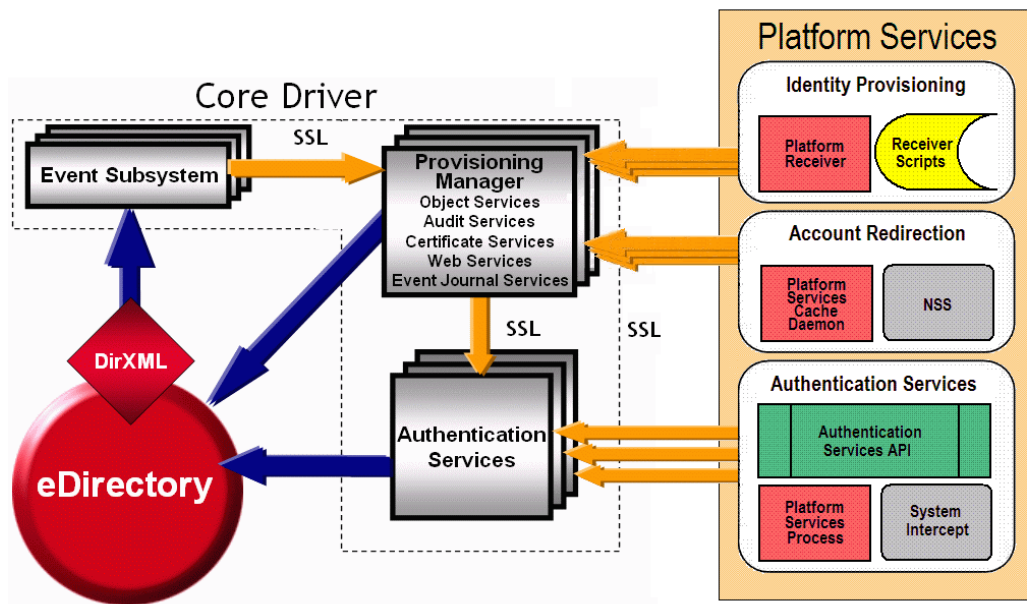 Core Driver
SSL
Event Subsystem
Provisioning
Manager
Object Services
Audit Services
Certificate Services
Web Services
Event Journal Services
SSL
SSL
DirXML
eDirectory
Authentication
Services
Platform Services
Identity Provisioning
Platform
Receiver
Receiver
Scripts
Account Redirection
Platform
Services
Cache
Daemon
NSS
Authentication Services
Authentication
Services API
Platform
Services
Process
System
Intercept